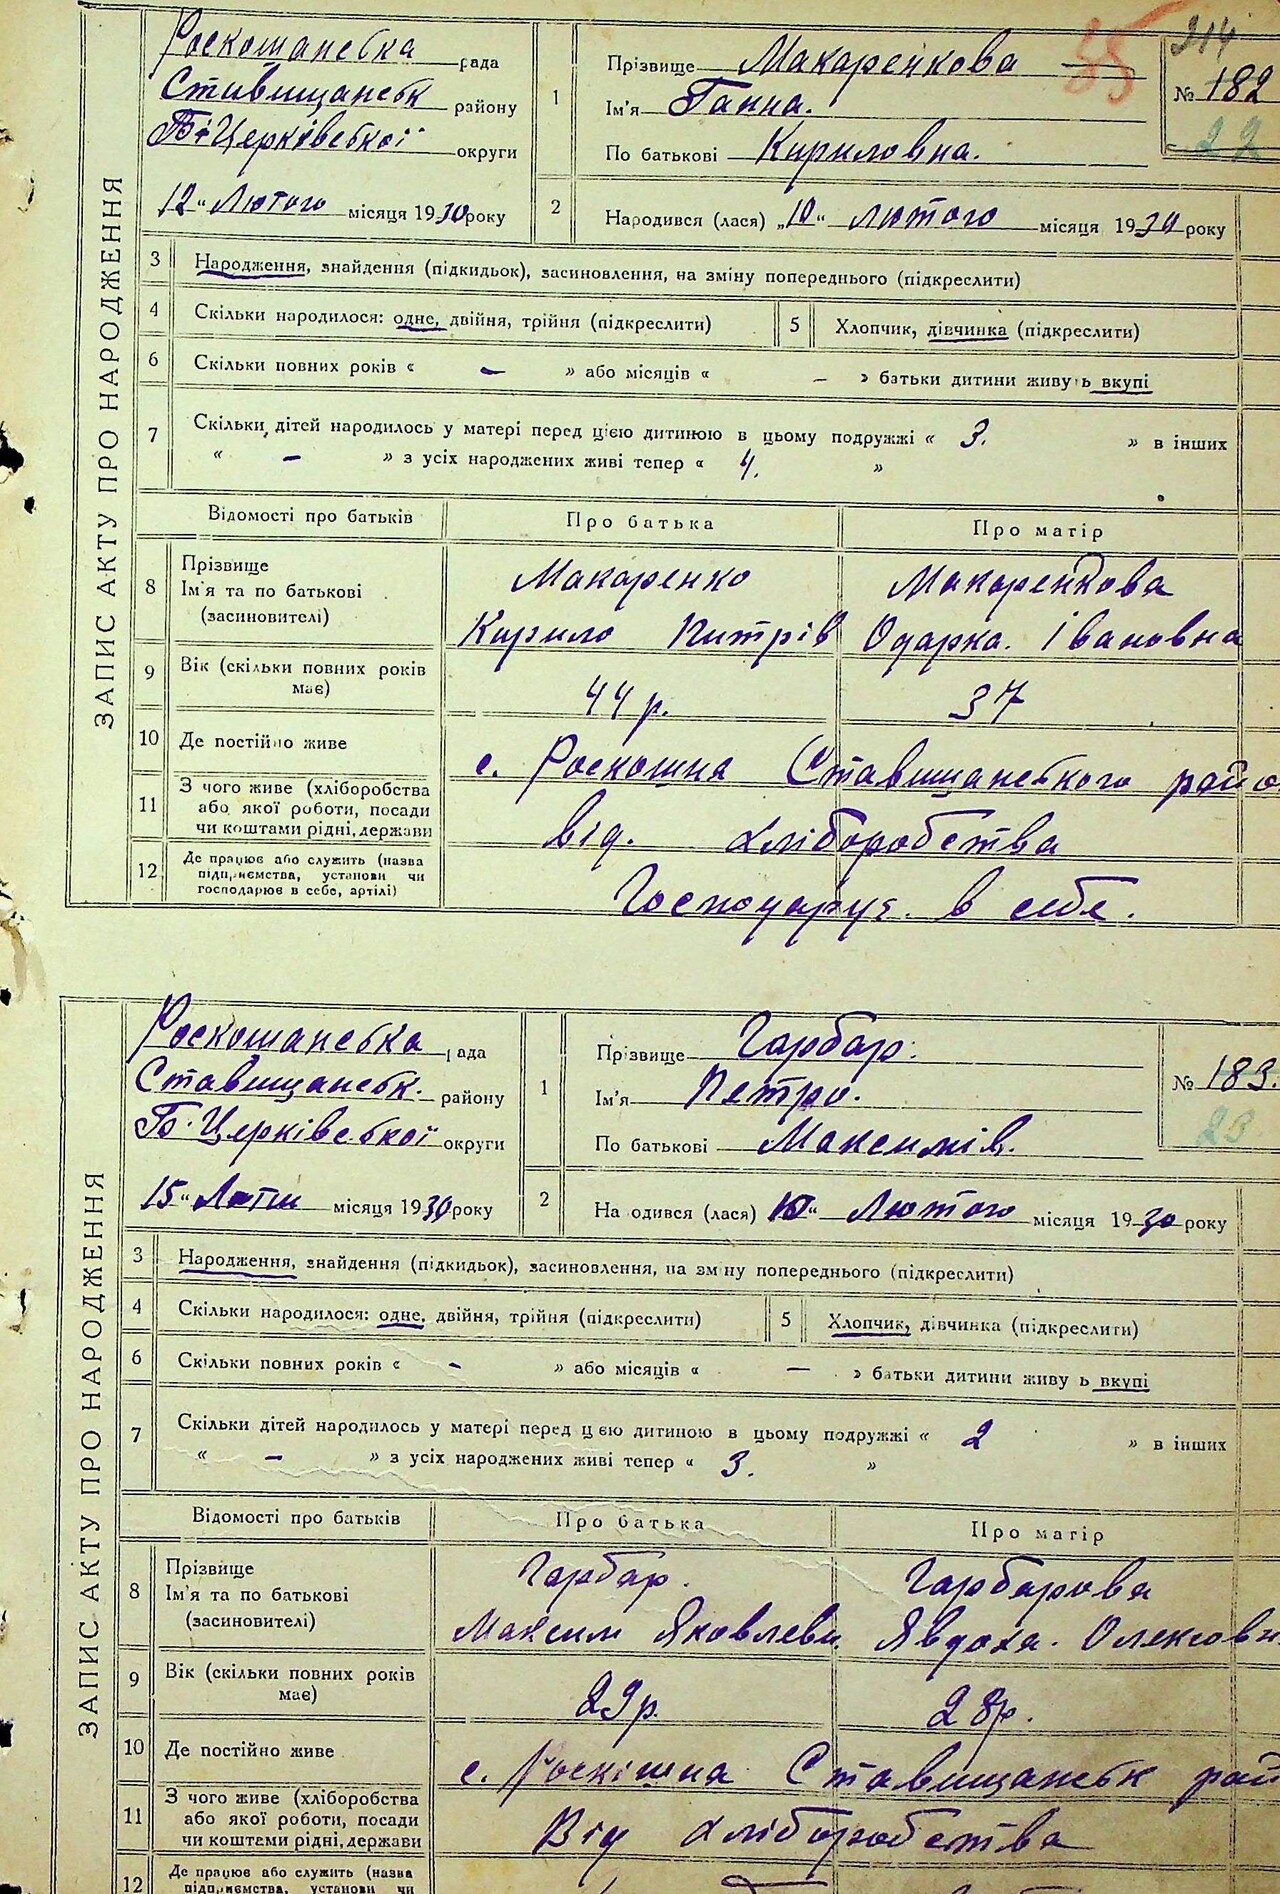 35
214
ЗАПИС АКТУ ПРО НАРОДЖЕННЯ
Роскошанська рада
Ставищанськ району
Б-Церківської округи
12" Лютого місяця 1930 року
1 Прізвище Макаренкова
Ім'я Ганна.
По батькові Кириловна.
№ 182
22
2 Народився (лася) „10" лютого місяця 1930 року
3 Народження, знайдення (підкидьок), засиновлення, на зміну попереднього (підкреслити)
4 Скільки народилося: одне, двійня, трійня (підкреслити) 5 Хлопчик, дівчинка (підкреслити)
6 Скільки повних років « — » або місяців « — » батьки дитини живуть вкупі
7 Скільки дітей народилось у матері перед цією дитиною в цьому подружжі « 3. » в інших
« — » з усіх народжених живі тепер « 4. »
Відомості про батьків Про батька Про матір
8 Прізвище Макаренко Макаренкова
Ім'я та по батькові
(засиновителі) Кирило Питрів Одарка. Івановна
9 Вік (скільки повних років
має) 44 р. 37
10 Де постійно живе с. Роскошна Ставищанського райо
11 З чого живе (хліборобства
або якої роботи, посади
чи коштами рідні, держави від. хліборобства
12 Де працює або служить (назва
підприємства, установи чи
господарює в себе, артілі) Господарує. в себе.
ЗАПИС АКТУ ПРО НАРОДЖЕННЯ
Роскошанська рада
Ставищанськ. району
Б-Церківської округи
15" місяця 1930 року
1 Прізвище Гарбар.
Ім'я Петро.
По батькові Максимів.
№ 183.
23
2 На одився (лася) 10" Лютого місяця 1930 року
3 Народження, знайдення (підкидьок), засиновлення, на зміну попереднього (підкреслити)
4 Скільки народилося: одне, двійня, трійня (підкреслити) 5 Хлопчик, дівчинка (підкреслити)
6 Скільки повних років « - » або місяців « — » батьки дитини живу ь вкупі
7 Скільки дітей народилось у матері перед цією дитиною в цьому подружжі « 2 » в інших
« — » з усіх народжених живі тепер « 3. »
Відомості про батьків Про батька Про матір
8 Прізвище Гарбар. Гарбарова
Ім'я та по батькові
(засиновителі) Максим Яковлеви Явдоха. Олексовн
9 Вік (скільки повних років
має) 29 р 28 р.
10 Де постійно живе с. Роскішна Ставищанськ рай
11 З чого живе (хліборобства
або якої роботи, посади
чи коштами рідні, держави Від хліборобства
12 Де працює або служить (назва
підприємства, установи чи